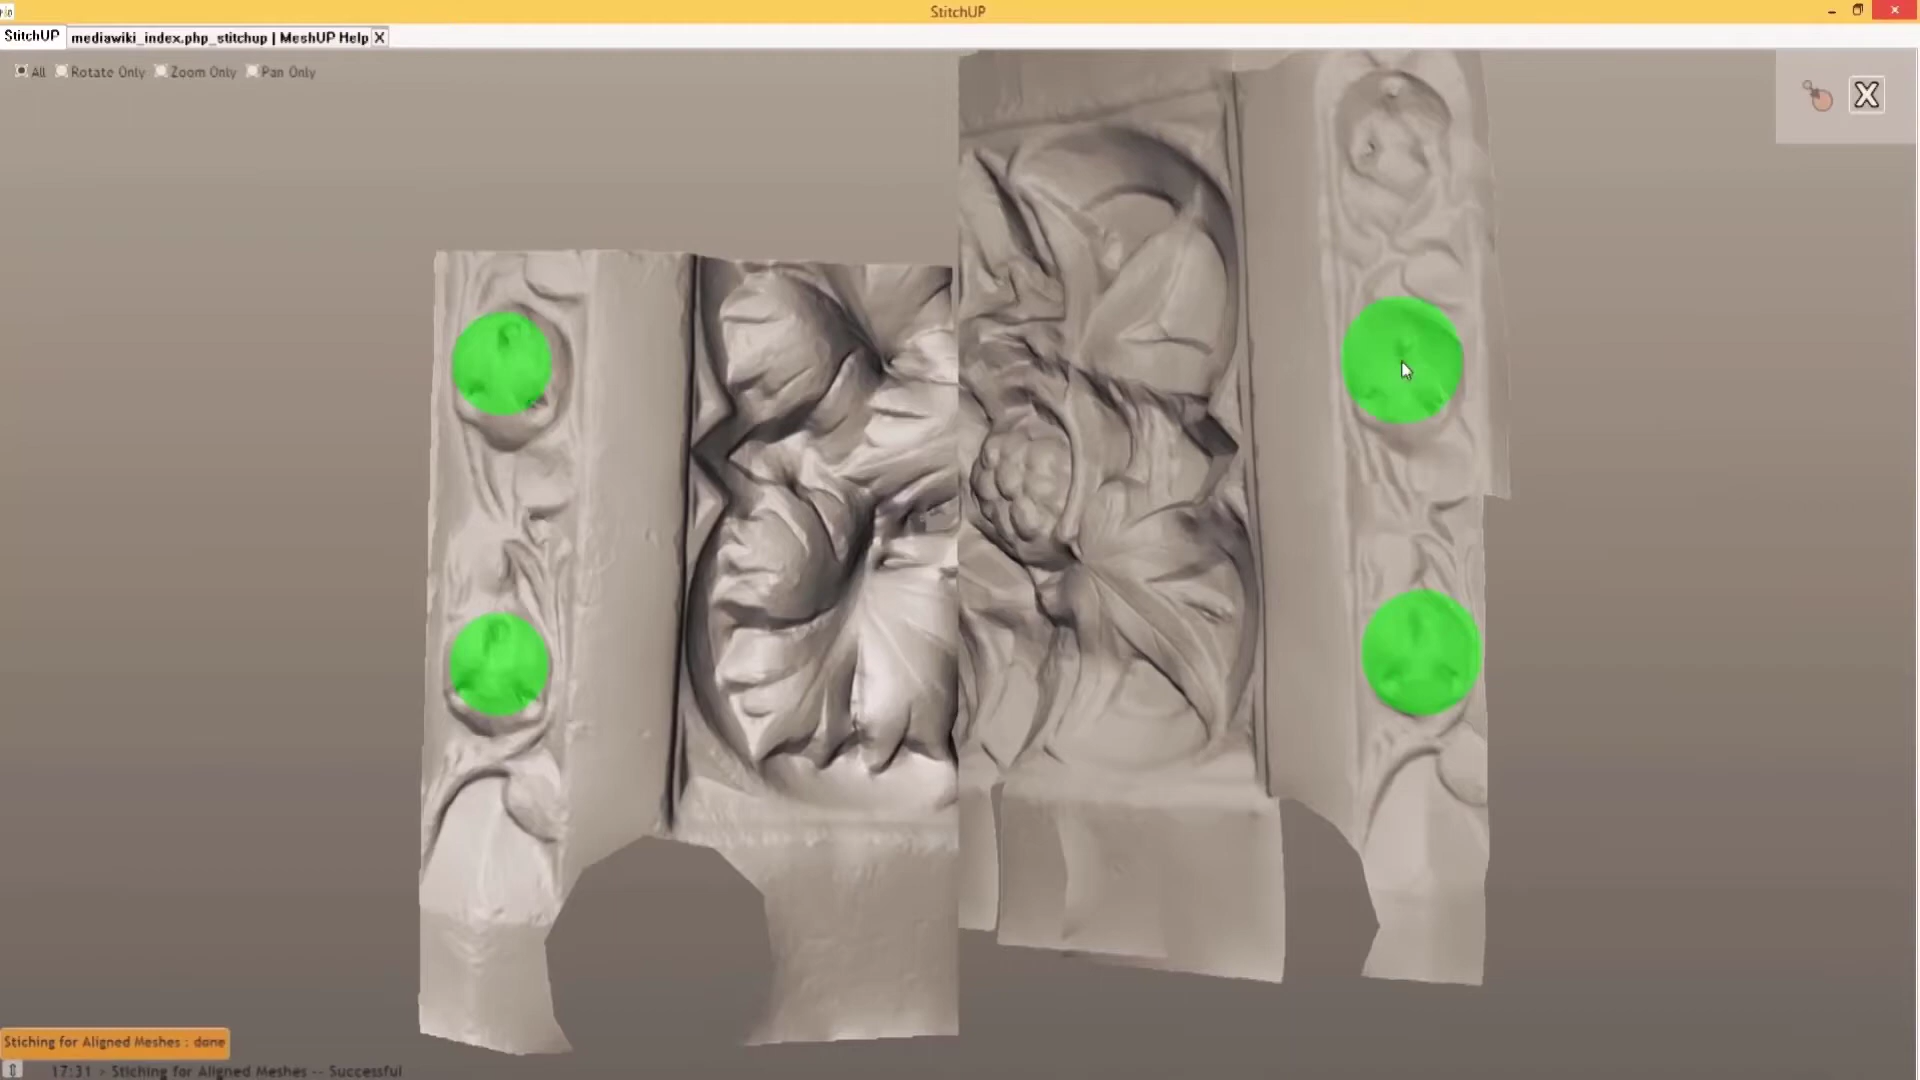 StitchUP
StitchUP mediawiki_index.php_stitchup | MeshUP Help X
All Rotate Only Zoom Only Pan Only
X
Stiching for Aligned Meshes : done
17:31 > Stiching for Aligned Meshes -- Successful